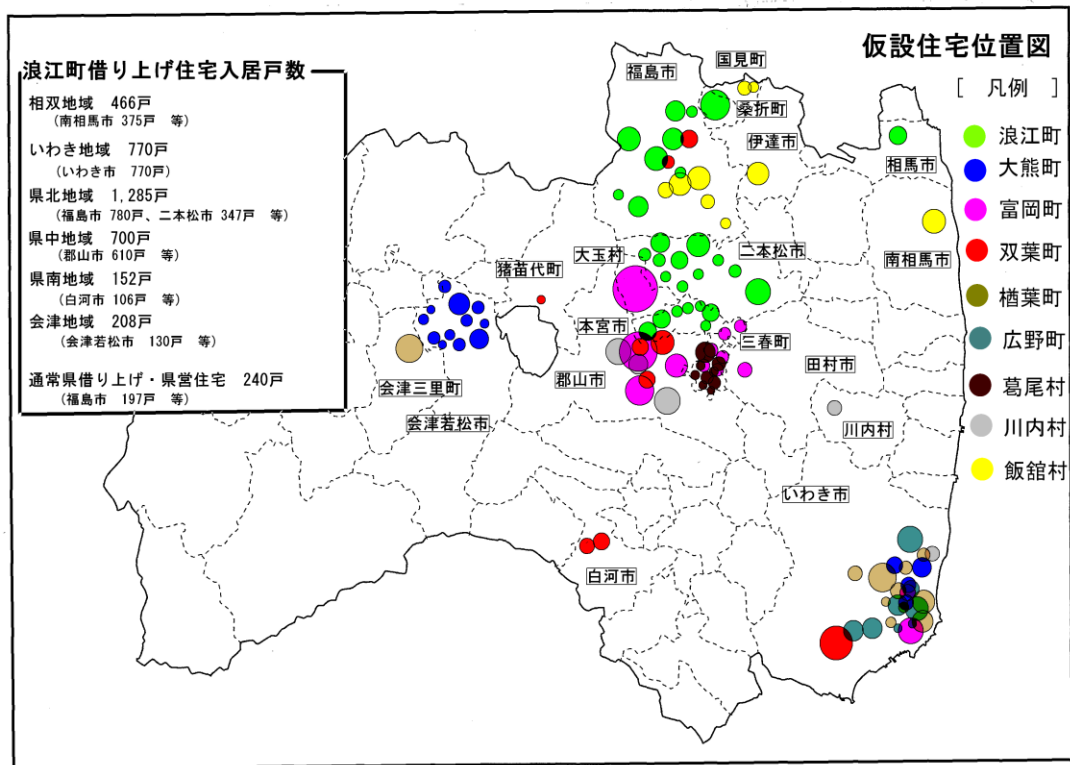 仮設住宅位置図
[ 凡例 ]
浪江町
大熊町
富岡町
双葉町
楢葉町
広野町
葛尾村
川内村
飯舘村
浪江町借り上げ住宅入居戸数
相双地域 466戸
(南相馬市 375戸 等)
いわき地域 770戸
(いわき市 770戸)
県北地域 1,285戸
(福島市 780戸、二本松市 347戸 等)
県中地域 700戸
(郡山市 610戸 等)
県南地域 152戸
(白河市 106戸 等)
会津地域 208戸
(会津若松市 130戸 等)
通常県借り上げ・県営住宅 240戸
(福島市 197戸 等)
福島市
国見町
桑折町
伊達市
相馬市
南相馬市
大玉村
二本松市
猪苗代町
本宮市
三春町
田村市
郡山市
会津三里町
会津若松市
川内村
いわき市
白河市